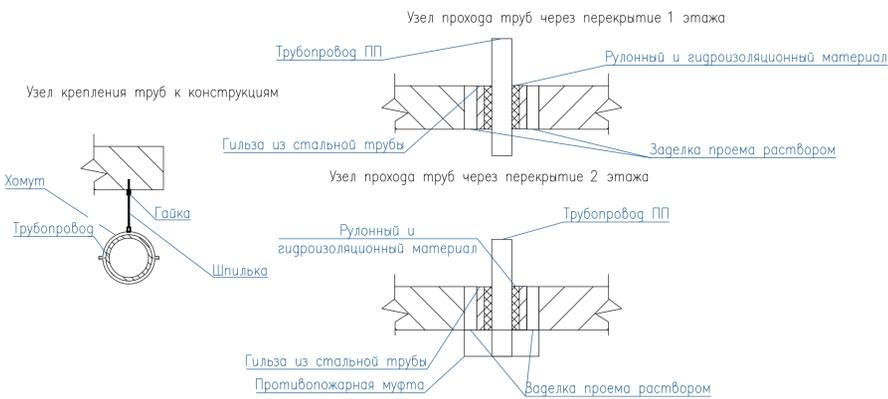 Узел прохода труб через перекрытие 1 этажа
Трубопровод ПП
Рулонный и гидроизоляционный материал
Узел крепления труб к конструкциям
Гильза из стальной трубы
Заделка проема раствором
Узел прохода труб через перекрытие 2 этажа
Хомут
Гайка
Трубопровод
Шпилька
Трубопровод ПП
Рулонный и
гидроизоляционный материал
Гильза из стальной трубы
Противопожарная муфта
Заделка проема раствором